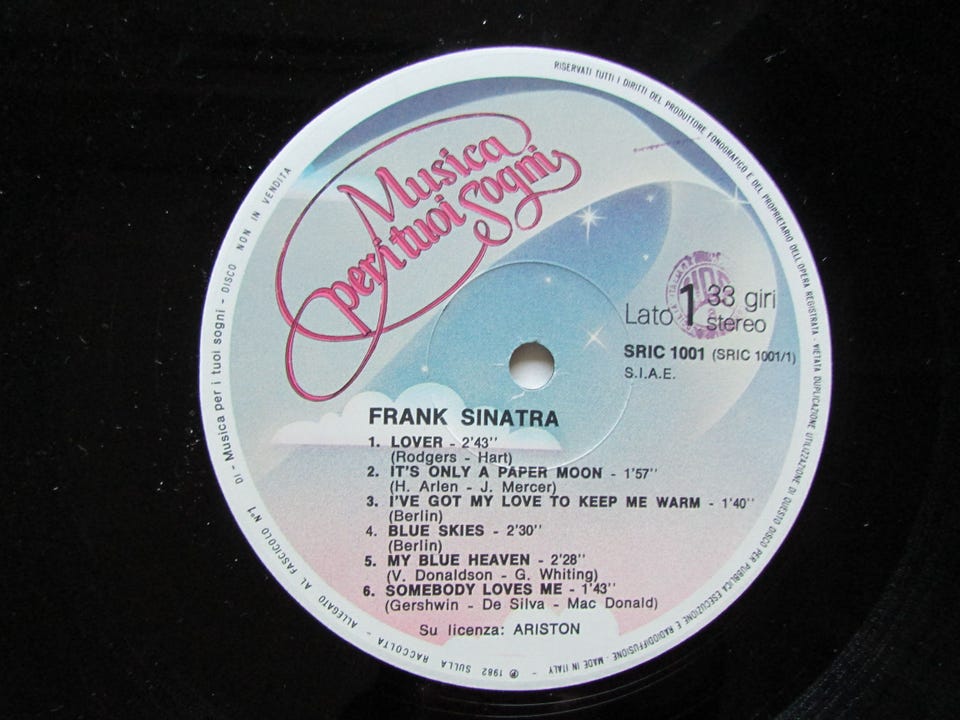 Musica
per i tuoi sogni
Lato 1 33 giri
stereo
SRIC 1001 (SRIC 1001/1)
S.I.A.E.
FRANK SINATRA
1. LOVER - 2'43''
(Rodgers - Hart)
2. IT'S ONLY A PAPER MOON - 1'57''
(H. Arlen - J. Mercer)
3. I'VE GOT MY LOVE TO KEEP ME WARM - 1'40''
(Berlin)
4. BLUE SKIES - 2'30''
(Berlin)
5. MY BLUE HEAVEN - 2'28''
(V. Donaldson - G. Whiting)
6. SOMEBODY LOVES ME - 1'43''
(Gershwin - De Silva - Mac Donald)
Su licenza: ARISTON
RISERVATI TUTTI I DIRITTI DEL PRODUTTORE FONOGRAFICO E DEL PROPRIETARIO DELL'OPERA REGISTRATA - VIETATA DUPLICAZIONE UTILIZZAZIONE DI QUESTO DISCO PER PUBBLICA ESECUZIONE E RADIODIFFUSIONE - MADE IN ITALY -
℗ 1982 SULLA RACCOLTA - ALLEGATO AL FASCICOLO N°1 DI - Musica per i tuoi sogni - DISCO NON IN VENDITA